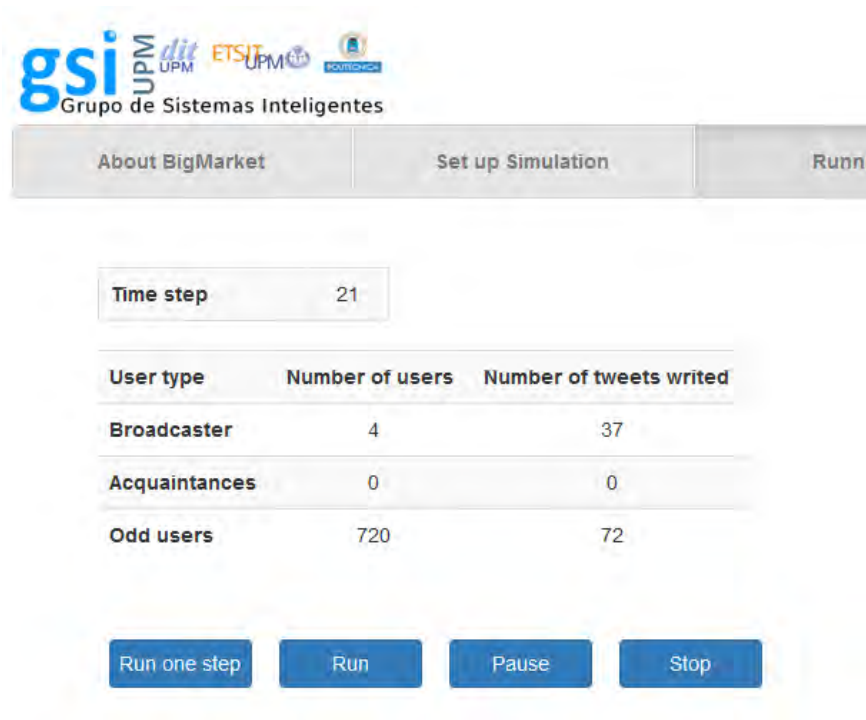 gsi UPM dit UPM ETSIT UPM POLITÉCNICA
Grupo de Sistemas Inteligentes
About BigMarket Set up Simulation Runn
Time step 21
User type Number of users Number of tweets writed
Broadcaster 4 37
Acquaintances 0 0
Odd users 720 72
Run one step Run Pause Stop